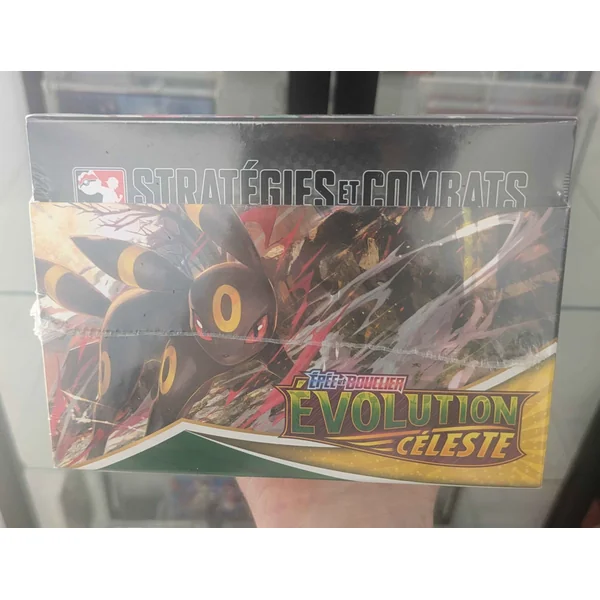 STRATÉGIES ET COMBATS
ÉPÉE ET BOUCLIER
ÉVOLUTION
CÉLESTE